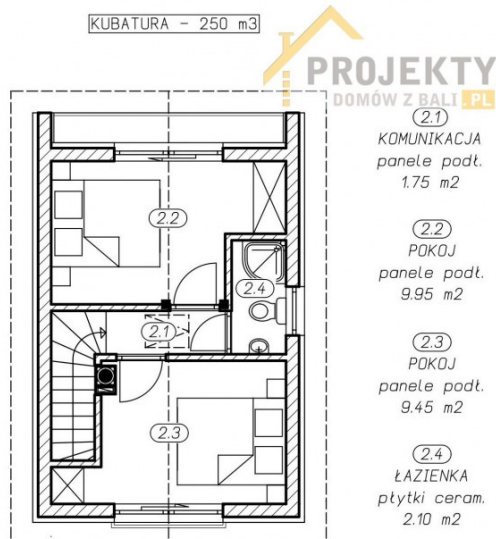 KUBATURA - 250 m3
PROJEKTY
DOMÓW Z BALI .PL
2.1
KOMUNIKACJA
panele podł.
1.75 m2
2.2
POKOJ
panele podł.
9.95 m2
2.3
POKOJ
panele podł.
9.45 m2
2.4
ŁAZIENKA
płytki ceram.
2.10 m2
2.2
2.4
2.1
2.3